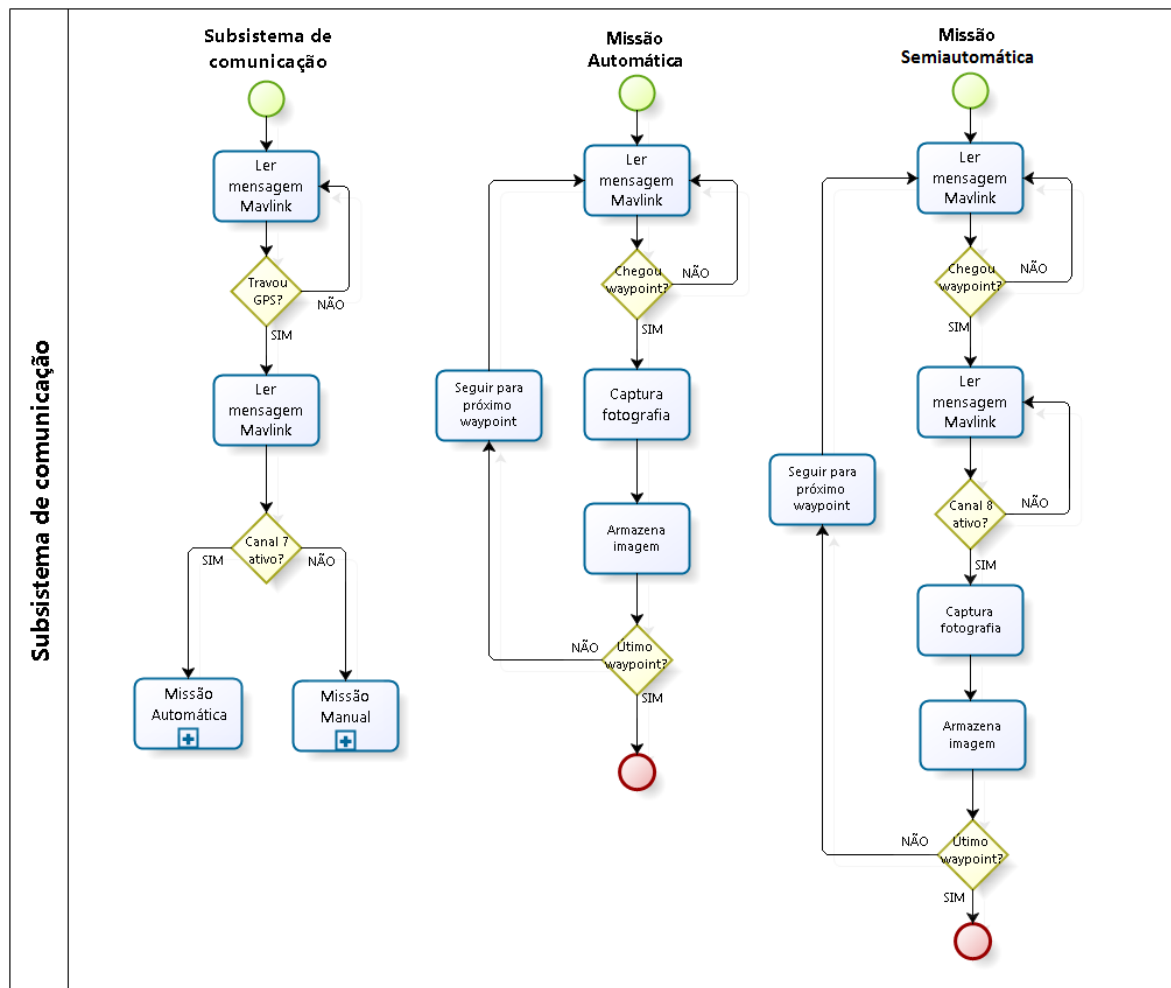 Subsistema de comunicação
Subsistema de
comunicação
Ler
mensagem
Mavlink
Travou
GPS?
NÃO
SIM
Ler
mensagem
Mavlink
Canal 7
ativo?
SIM
NÃO
Missão
Automática
Missão
Manual
Missão
Automática
Ler
mensagem
Mavlink
Chegou
waypoint?
NÃO
SIM
Seguir para
próximo
waypoint
Captura
fotografia
Armazena
imagem
Útimo
waypoint?
NÃO
SIM
Missão
Semiautomática
Ler
mensagem
Mavlink
Chegou
waypoint?
NÃO
SIM
Ler
mensagem
Mavlink
Seguir para
próximo
waypoint
Canal 8
ativo?
NÃO
SIM
Captura
fotografia
Armazena
imagem
Útimo
waypoint?
NÃO
SIM